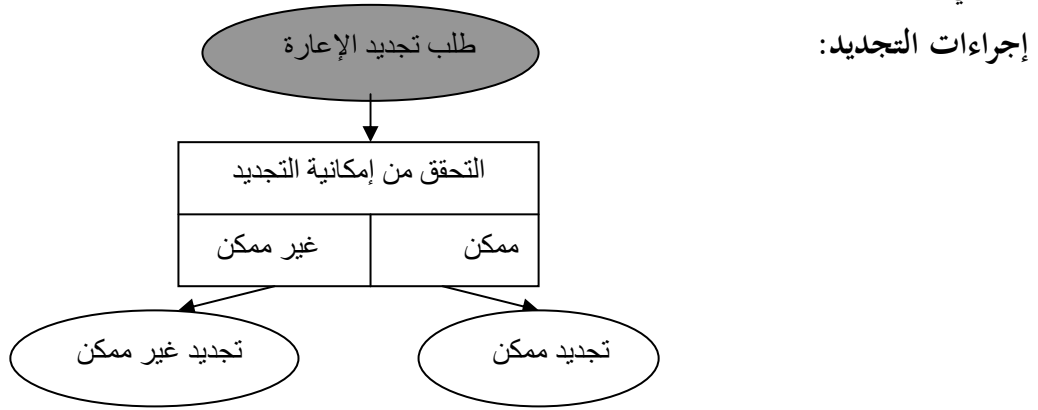 إجراءات التجديد:
طلب تجديد الإعارة
التحقق من إمكانية التجديد
ممكن
غير ممكن
تجديد ممكن
تجديد غير ممكن